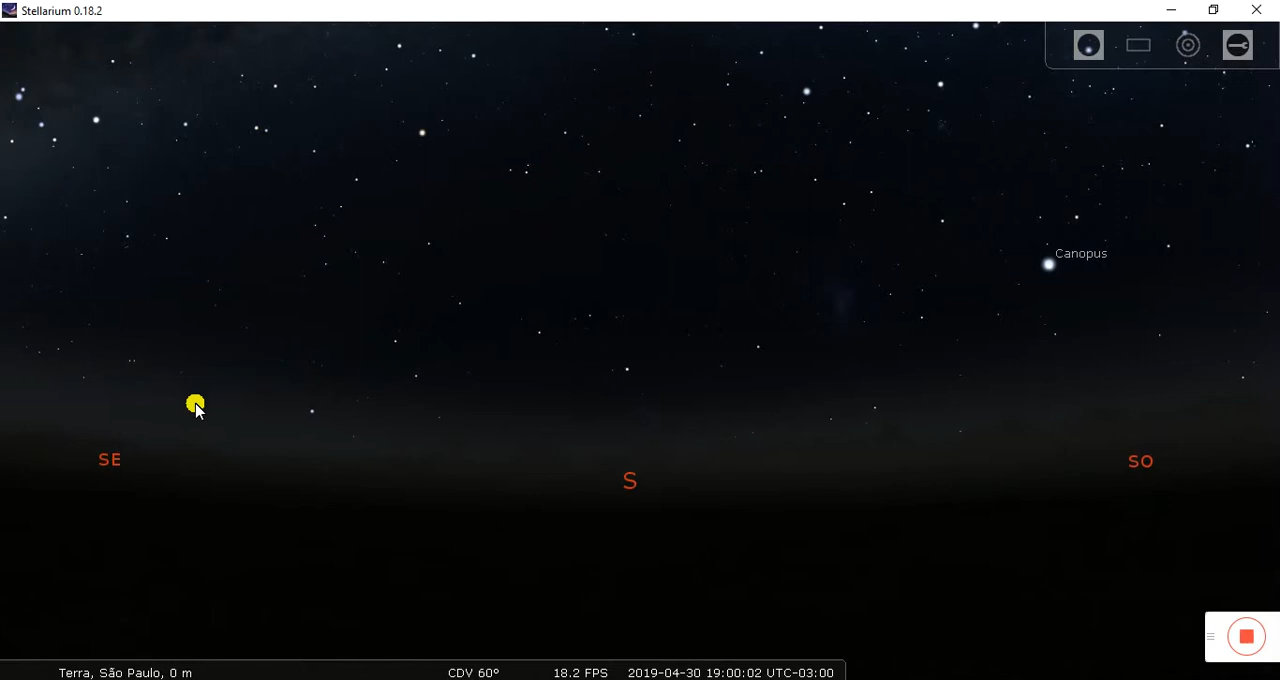 Stellarium 0.18.2
Canopus
SE
S
SO
Terra, São Paulo, 0 m CDV 60° 18.2 FPS 2019-04-30 19:00:02 UTC-03:00